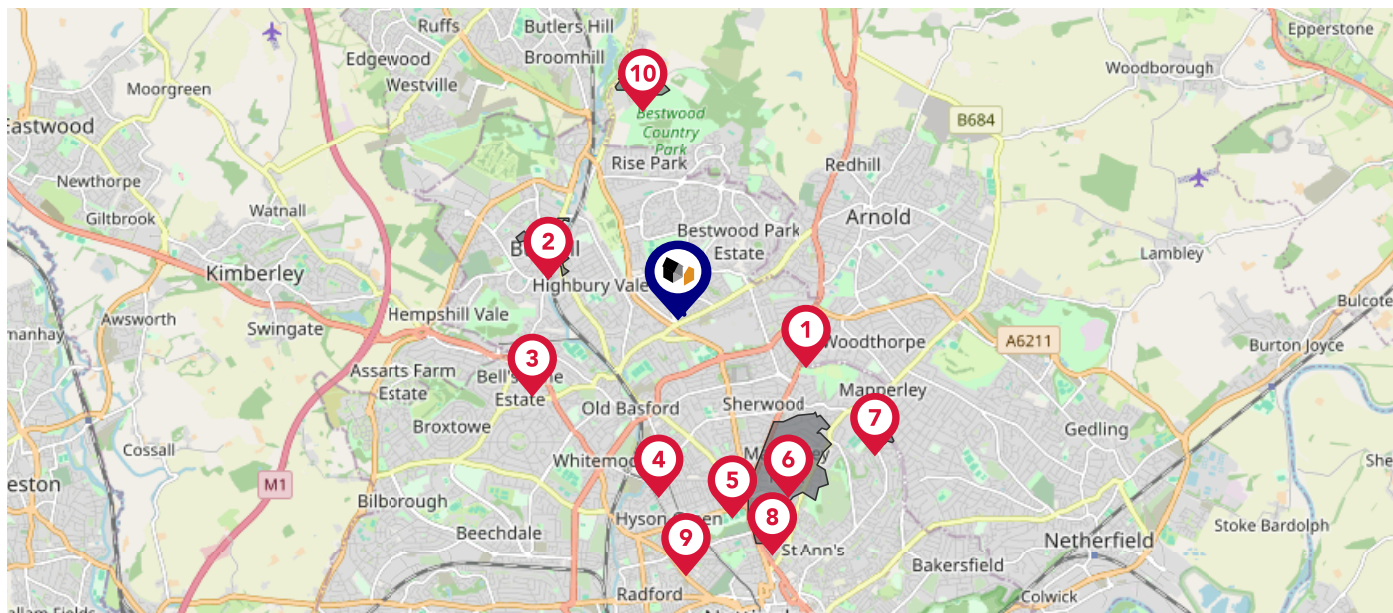 Ruffs
Butlers Hill
Epperstone
Edgewood
Broomhill
Woodborough
Westville
10
Moorgreen
Eastwood
Bestwood
Country
Park
B684
Rise Park
Redhill
Newthorpe
Giltbrook
Watnall
Arnold
Bestwood Park
Estate
2
Lambley
Kimberley
Highbury Vale
Awsworth
Swingate
Hempshill Vale
1
Woodthorpe
A6211
Burton Joyce
3
Assarts Farm
Estate
Bell's
Estate
Mapperley
Old Basford
Sherwood
7
Broxtowe
Gedling
Cossall
4
6
5
M1
Bilborough
Hyson Green
8
Beechdale
9
St Ann's
Stoke Bardolph
Netherfield
Bakersfield
Radford
Colwick